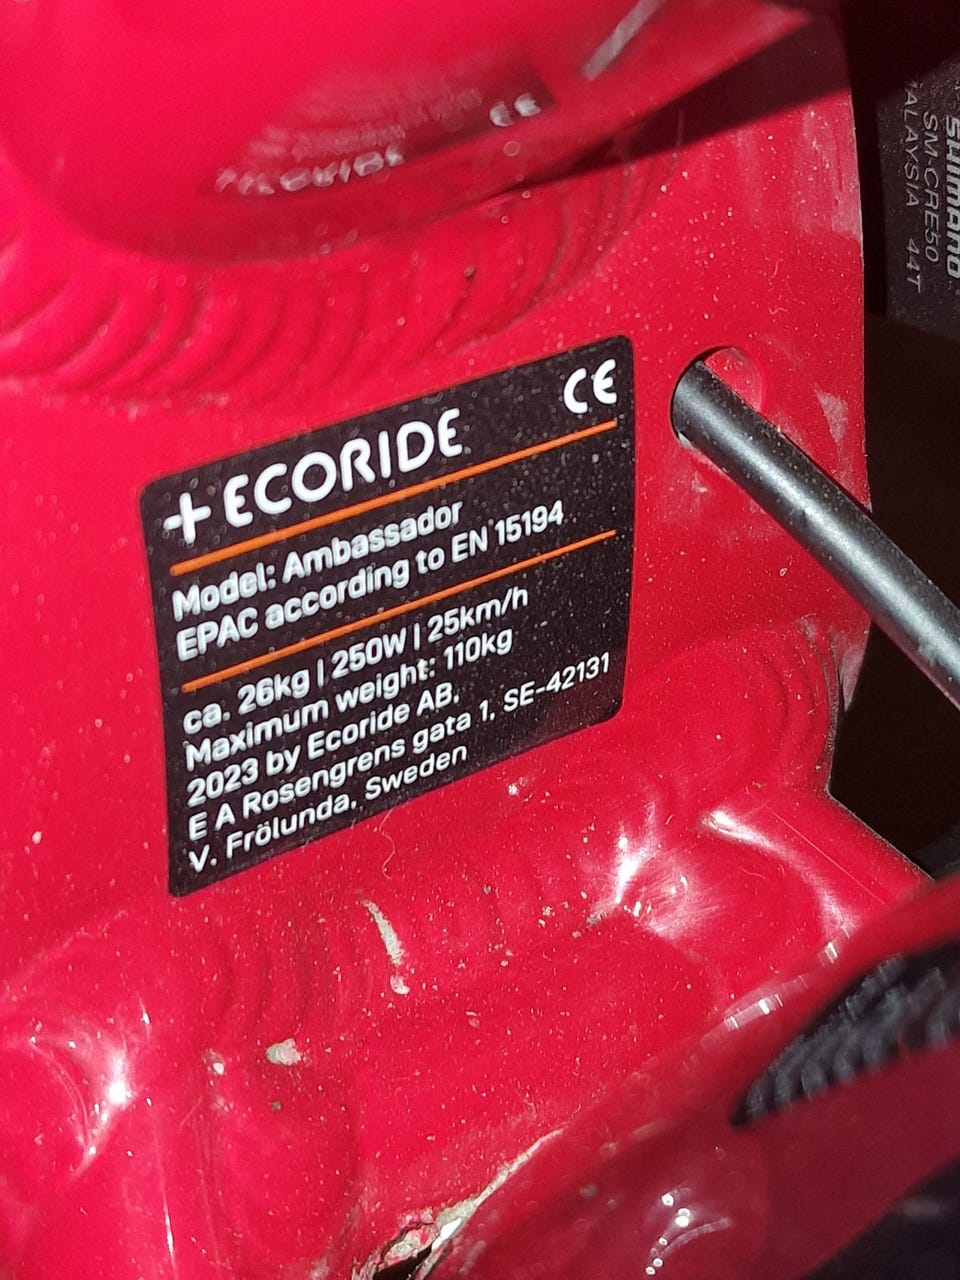 SHIMANO
SM-CRE50
MALAYSIA 44T
+ECORIDE CE
Model: Ambassador
EPAC according to EN 15194
ca. 26kg | 250W | 25km/h
Maximum weight: 110kg
2023 by Ecoride AB,
E A Rosengrens gata 1, SE-42131
V. Frölunda, Sweden